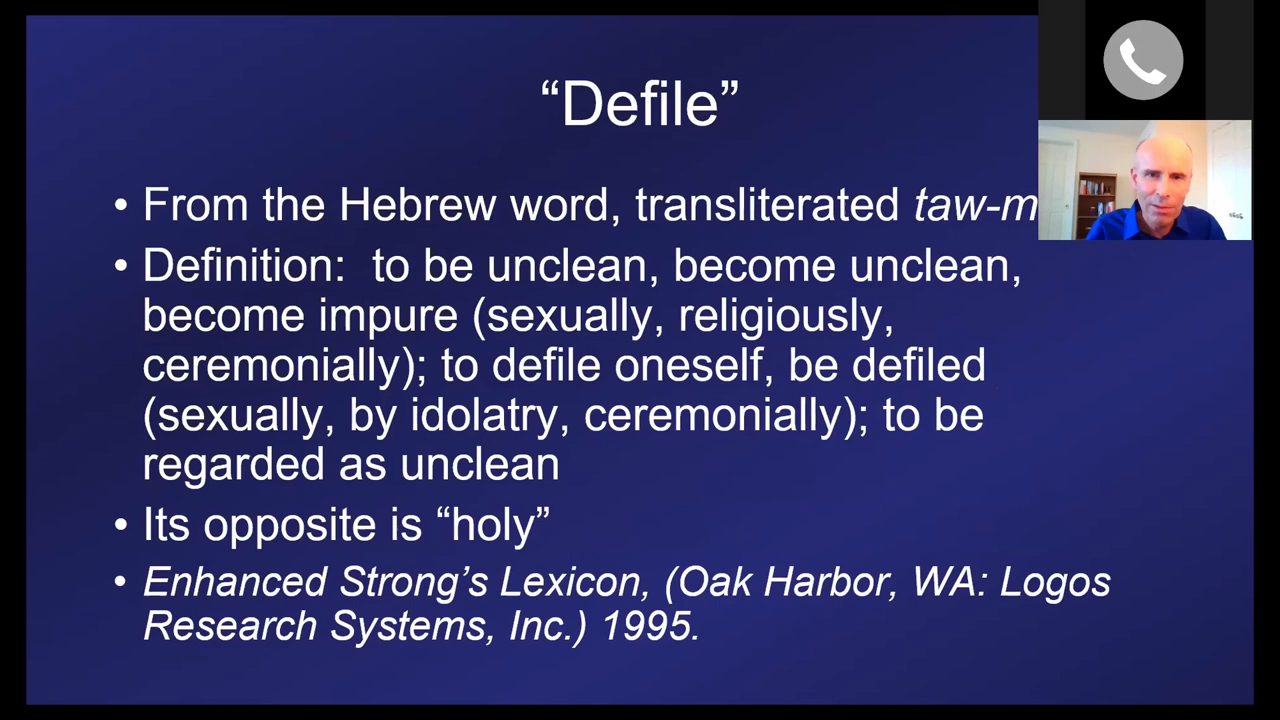 “Defile”
• From the Hebrew word, transliterated taw-m
• Definition:  to be unclean, become unclean,
become impure (sexually, religiously,
ceremonially); to defile oneself, be defiled
(sexually, by idolatry, ceremonially); to be
regarded as unclean
• Its opposite is “holy”
• Enhanced Strong’s Lexicon, (Oak Harbor, WA: Logos
Research Systems, Inc.) 1995.